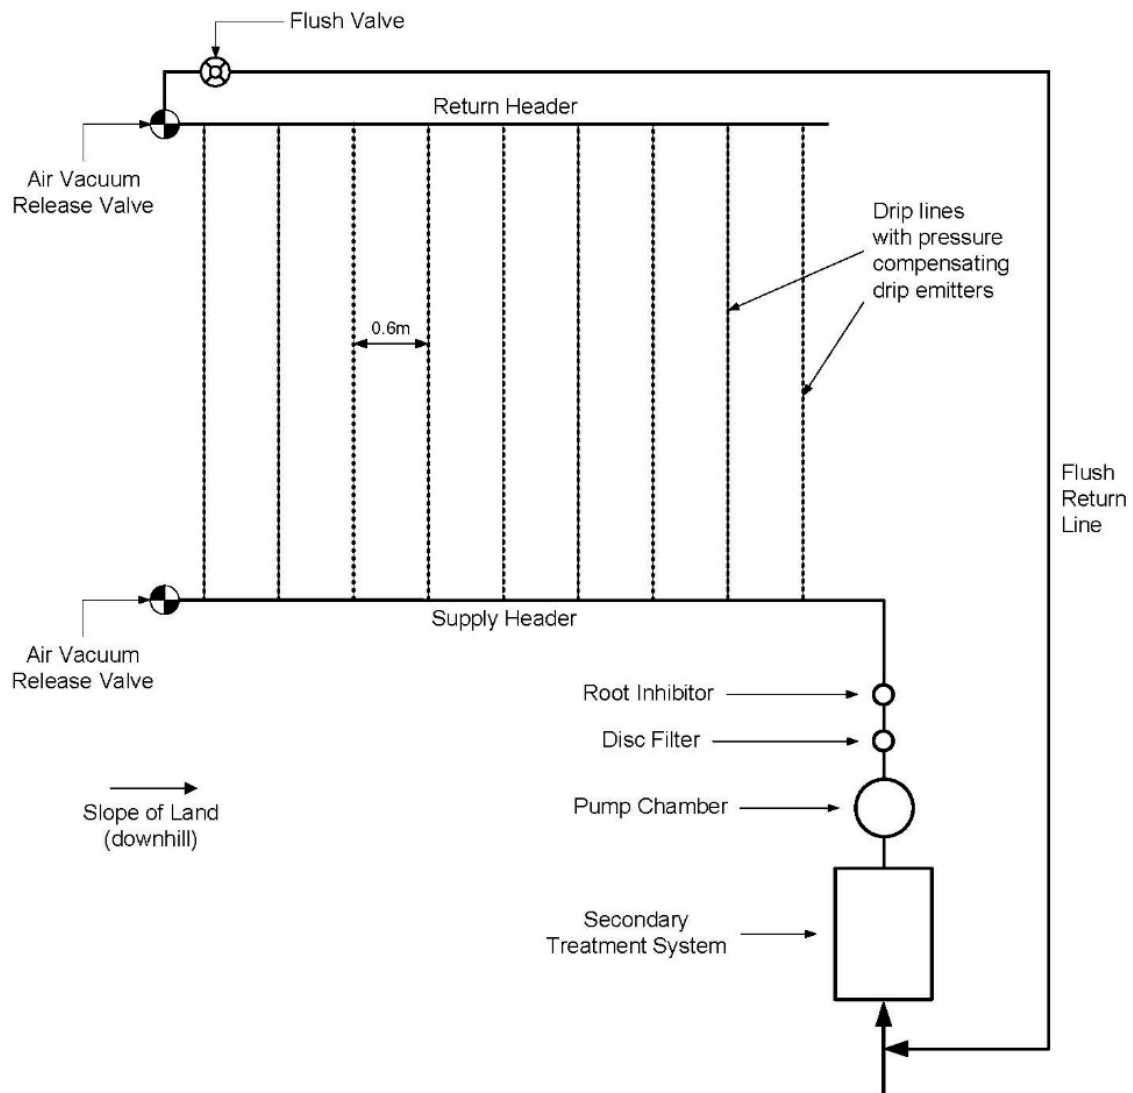 Flush Valve
Return Header
Air Vacuum
Release Valve
Drip lines
with pressure
compensating
drip emitters
0.6m
Flush
Return
Line
Supply Header
Air Vacuum
Release Valve
Root Inhibitor
Disc Filter
Slope of Land
(downhill)
Pump Chamber
Secondary
Treatment System